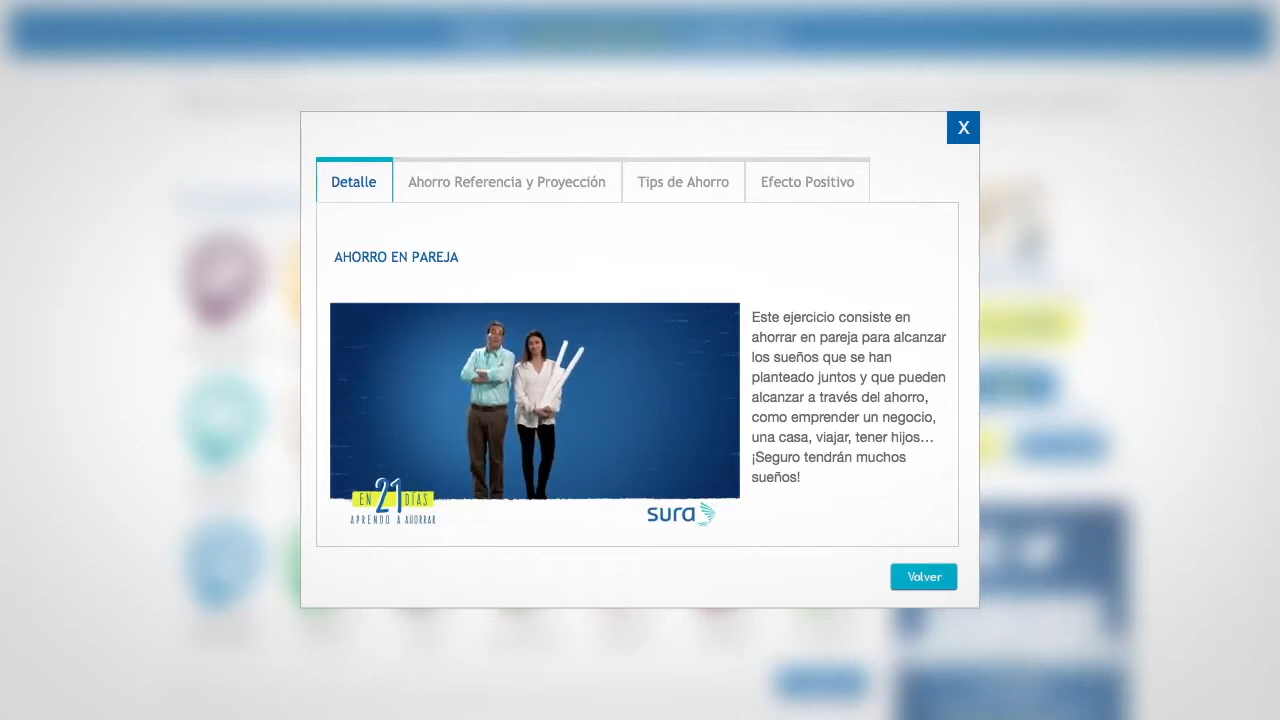 X
Detalle
Ahorro Referencia y Proyección
Tips de Ahorro
Efecto Positivo
AHORRO EN PAREJA
Este ejercicio consiste en
ahorrar en pareja para alcanzar
los sueños que se han
planteado juntos y que pueden
alcanzar a través del ahorro,
como emprender un negocio,
una casa, viajar, tener hijos...
¡Seguro tendrán muchos
sueños!
EN 21 DÍAS
APRENDO A AHORRAR
sura
Volver